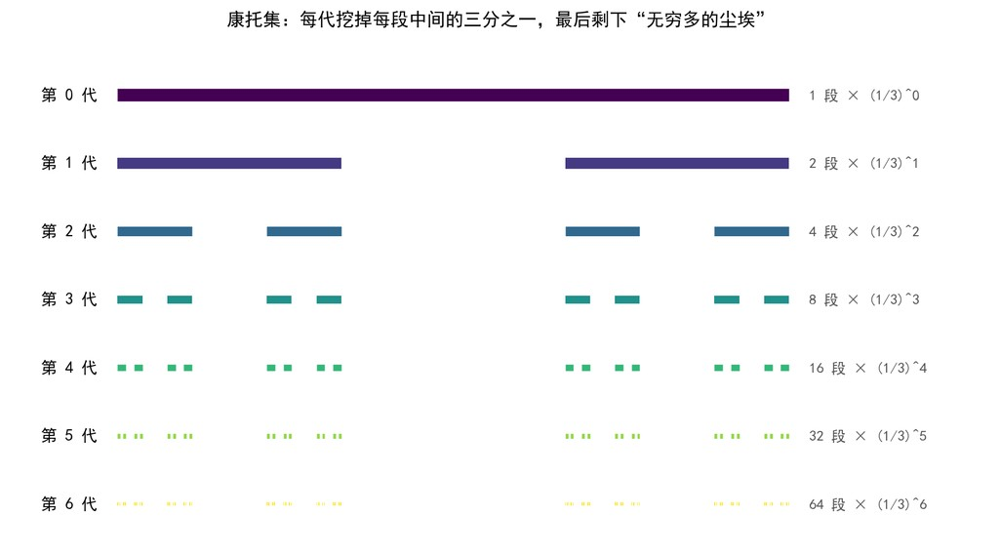 康托集：每代挖掉每段中间的三分之一，最后剩下“无穷多的尘埃”
第 0 代 1 段 × (1/3)^0
第 1 代 2 段 × (1/3)^1
第 2 代 4 段 × (1/3)^2
第 3 代 8 段 × (1/3)^3
第 4 代 16 段 × (1/3)^4
第 5 代 32 段 × (1/3)^5
第 6 代 64 段 × (1/3)^6